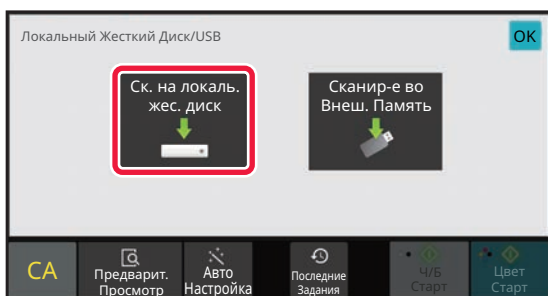 Локальный Жесткий Диск/USB
OK
Ск. на локаль.
жес. диск
Сканир-е во
Внеш. Память
CA
Предварит.
Просмотр
Авто
Настройка
Последние
Задания
Ч/Б
Старт
Цвет
Старт